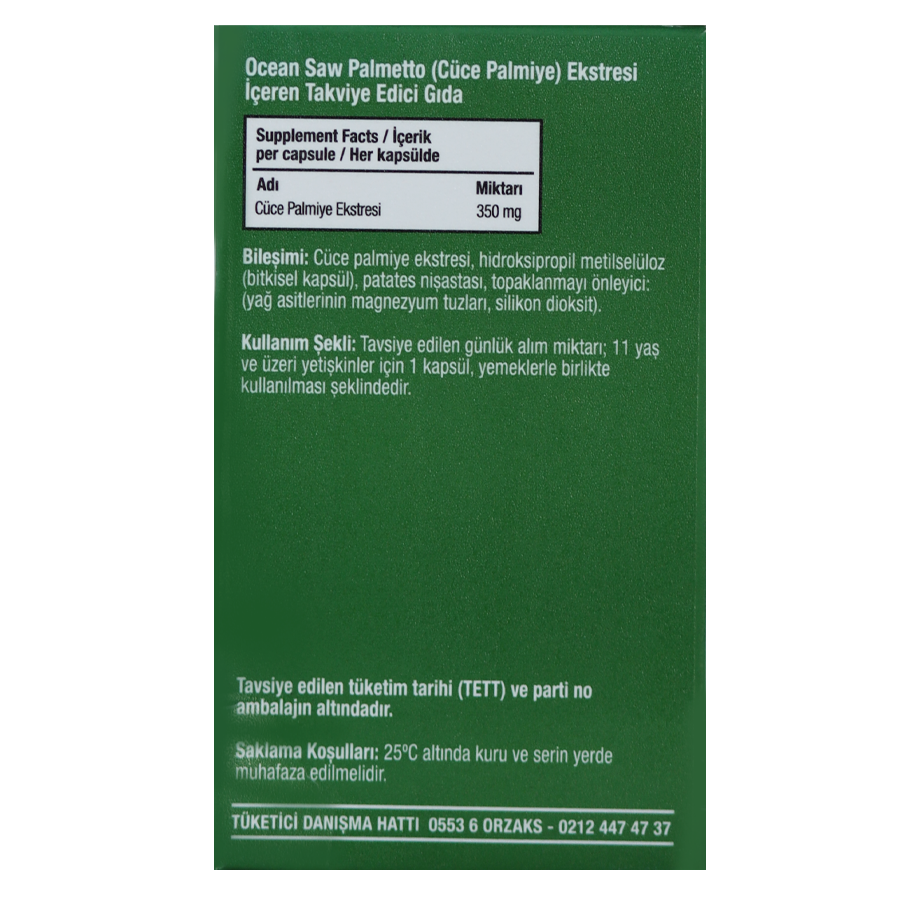 Ocean Saw Palmetto (Cüce Palmiye) Ekstresi
İçeren Takviye Edici Gıda
Supplement Facts / İçerik
per capsule / Her kapsülde
Adı Miktarı
Cüce Palmiye Ekstresi 350 mg
Bileşimi: Cüce palmiye ekstresi, hidroksipropil metilselüloz
(bitkisel kapsül), patates nişastası, topaklanmayı önleyici:
(yağ asitlerinin magnezyum tuzları, silikon dioksit).
Kullanım Şekli: Tavsiye edilen günlük alım miktarı; 11 yaş
ve üzeri yetişkinler için 1 kapsül, yemeklerle birlikte
kullanılması şeklindedir.
Tavsiye edilen tüketim tarihi (TETT) ve parti no
ambalajın altındadır.
Saklama Koşulları: 25ºC altında kuru ve serin yerde
muhafaza edilmelidir.
TÜKETİCİ DANIŞMA HATTI 0553 6 ORZAKS - 0212 447 47 37